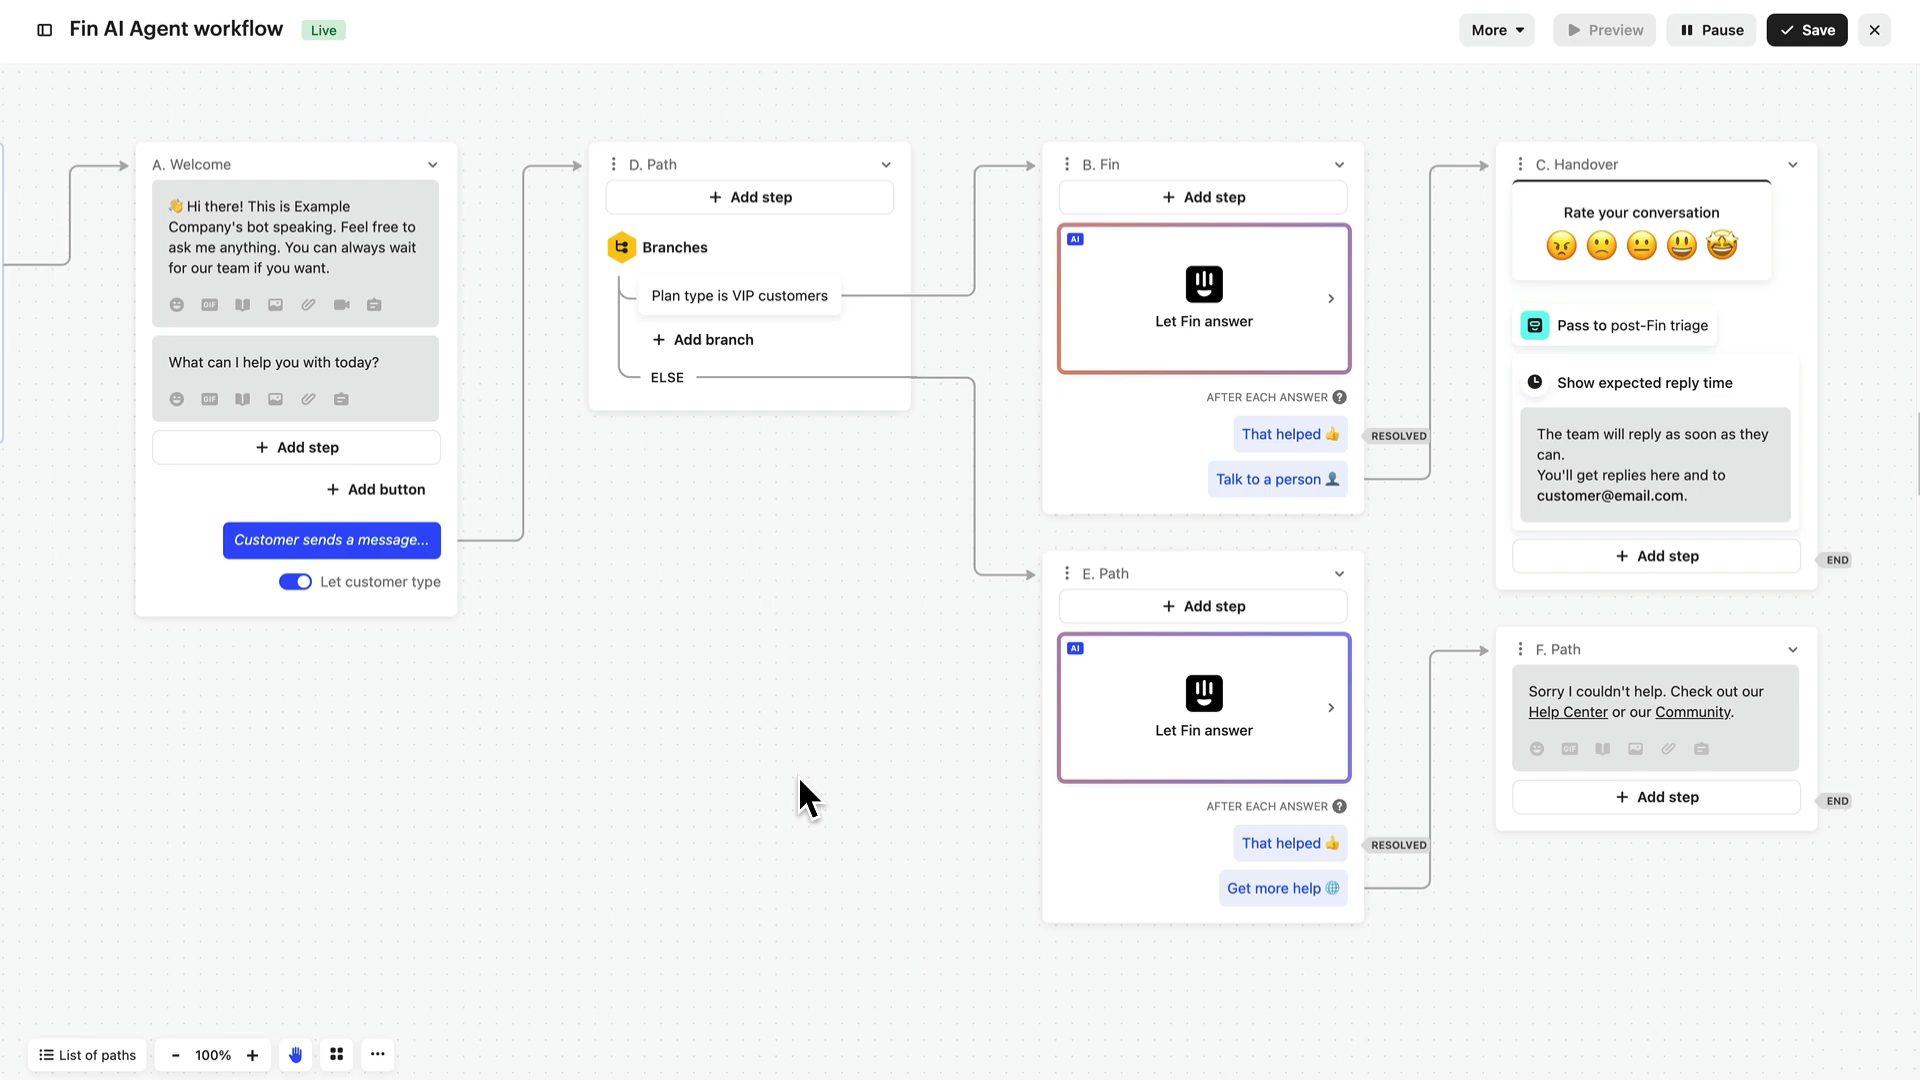 Fin AI Agent workflow
Live
More
Preview
Pause
Save
A. Welcome
👋 Hi there! This is Example
Company's bot speaking. Feel free to
ask me anything. You can always wait
for our team if you want.
GIF
What can I help you with today?
GIF
+ Add step
+ Add button
Customer sends a message...
Let customer type
D. Path
+ Add step
Branches
Plan type is VIP customers
+ Add branch
ELSE
B. Fin
+ Add step
AI
Let Fin answer
AFTER EACH ANSWER ?
That helped 👍
RESOLVED
Talk to a person 👤
E. Path
+ Add step
AI
Let Fin answer
AFTER EACH ANSWER ?
That helped 👍
RESOLVED
Get more help 🌐
C. Handover
Rate your conversation
😠 🙁 😐 😃 🤩
Pass to post-Fin triage
Show expected reply time
The team will reply as soon as they
can.
You'll get replies here and to
customer@email.com.
+ Add step
END
F. Path
Sorry I couldn't help. Check out our
Help Center or our Community.
GIF
+ Add step
END
List of paths
- 100% +